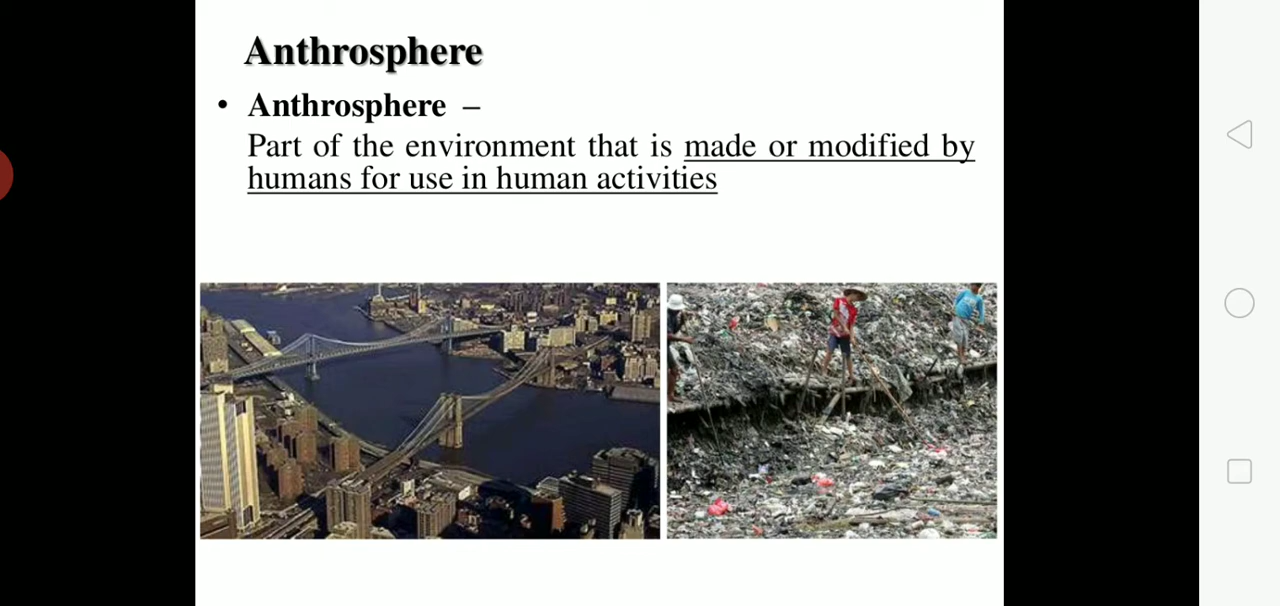 Anthrosphere
• Anthrosphere –
Part of the environment that is made or modified by
humans for use in human activities